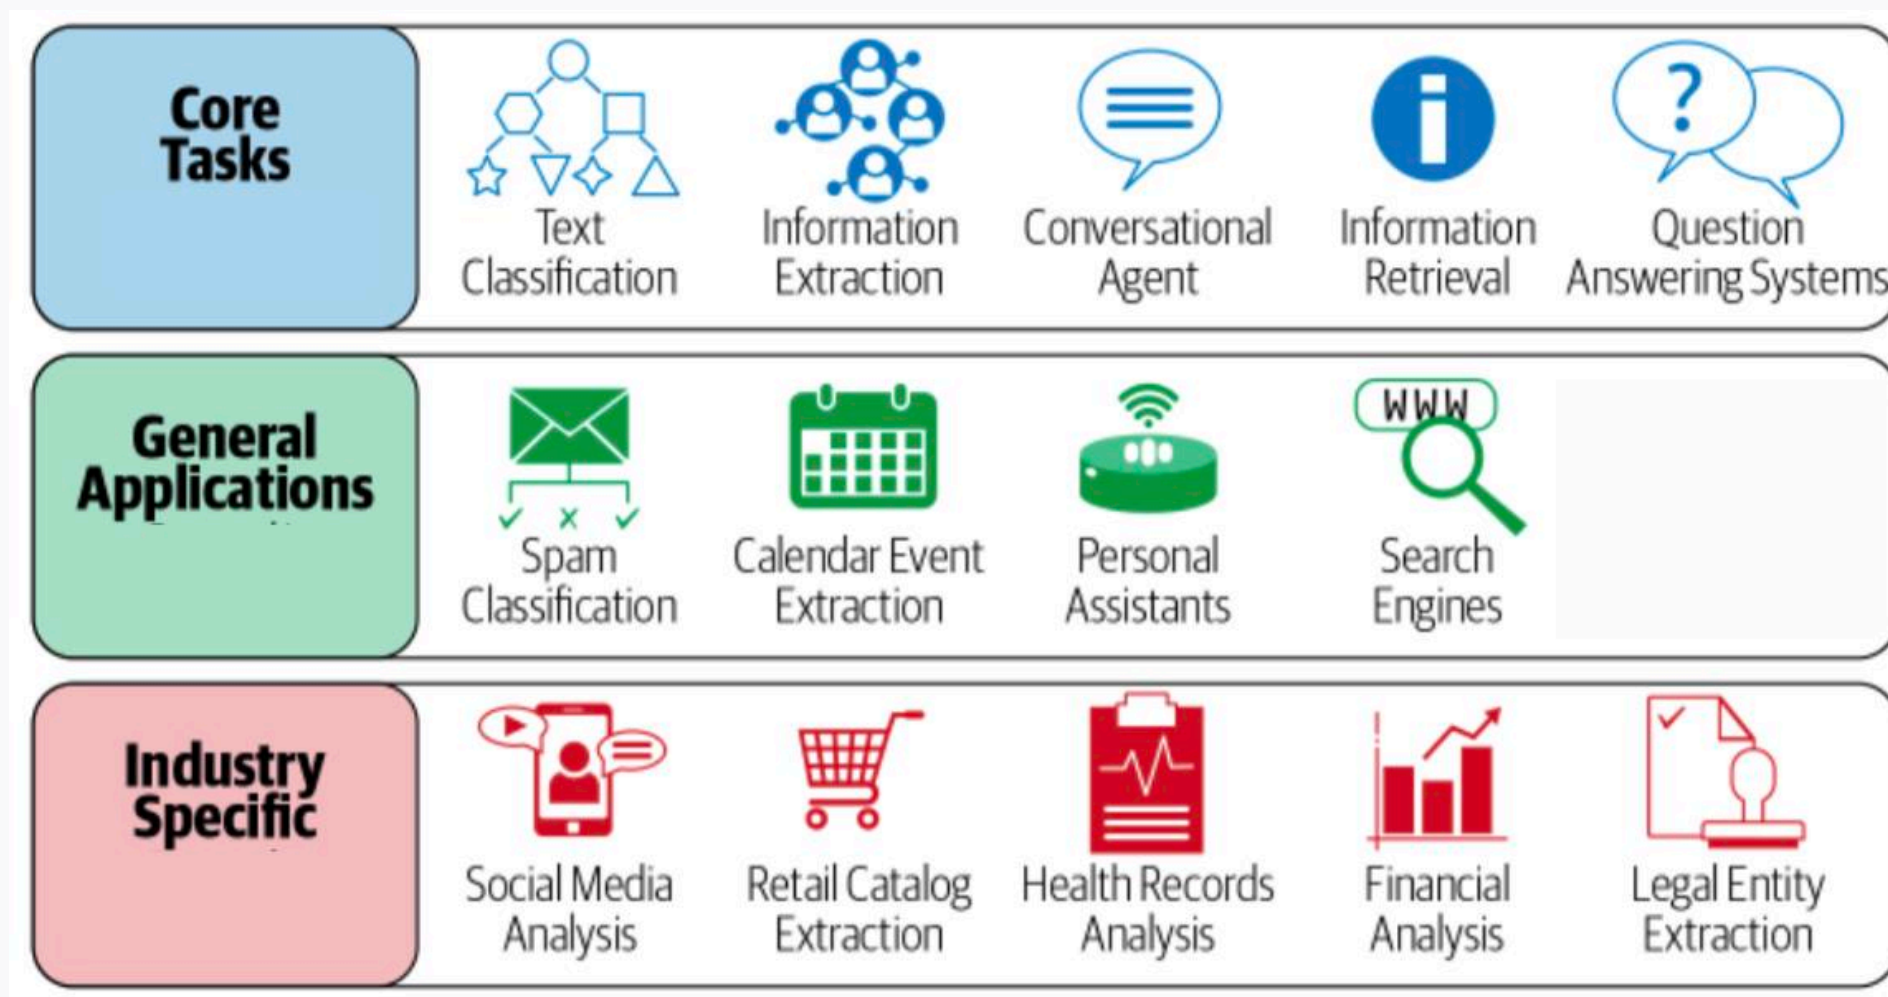 Core
Tasks
Text
Classification
Information
Extraction
Conversational
Agent
Information
Retrieval
?
Question
Answering Systems
General
Applications
Spam
Classification
Calendar Event
Extraction
Personal
Assistants
WWW
Search
Engines
Industry
Specific
Social Media
Analysis
Retail Catalog
Extraction
Health Records
Analysis
Financial
Analysis
Legal Entity
Extraction